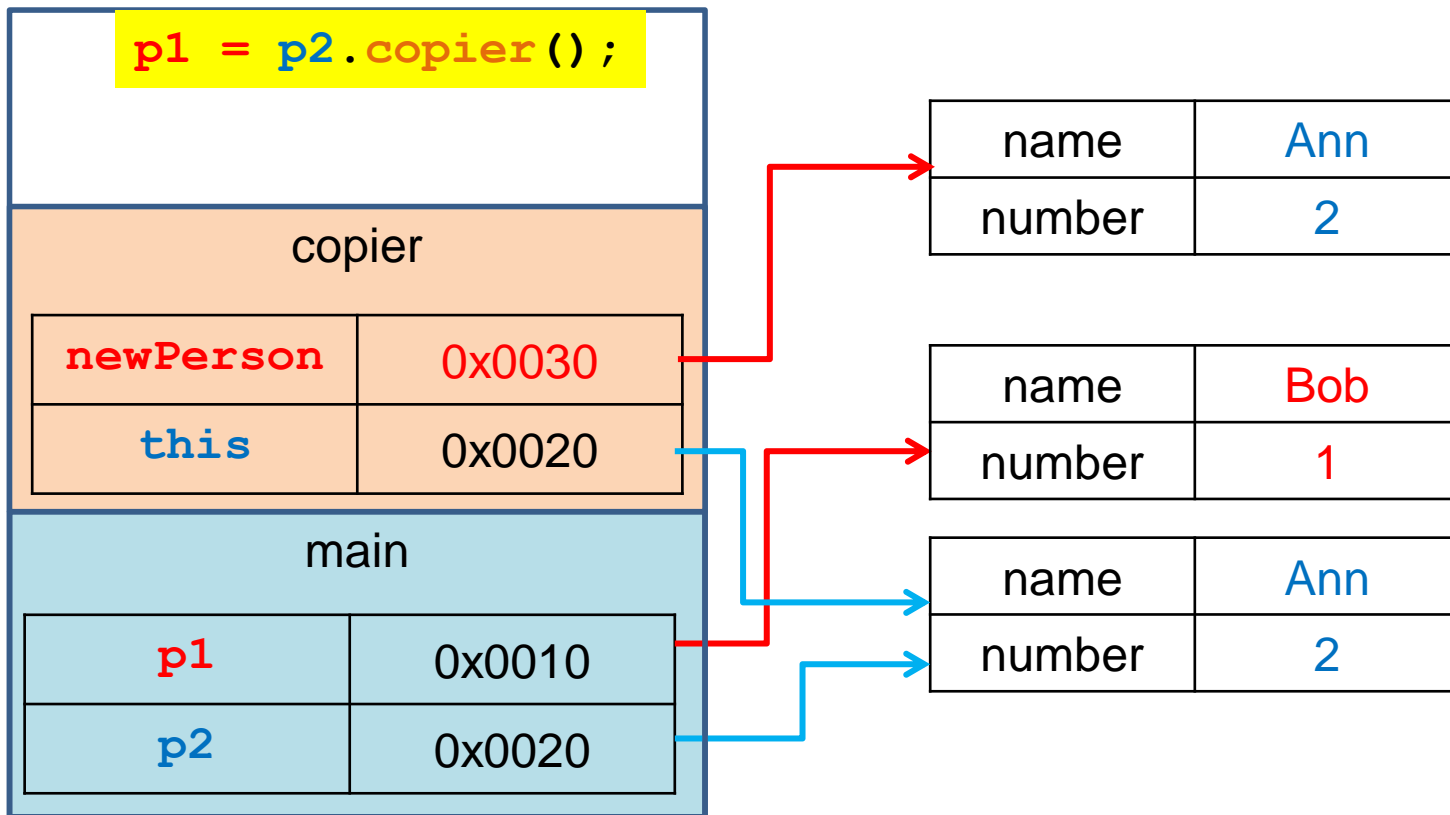 p1 = p2.copier();
copier
newPerson 0x0030
this 0x0020
main
p1 0x0010
p2 0x0020
name Ann
number 2
name Bob
number 1
name Ann
number 2